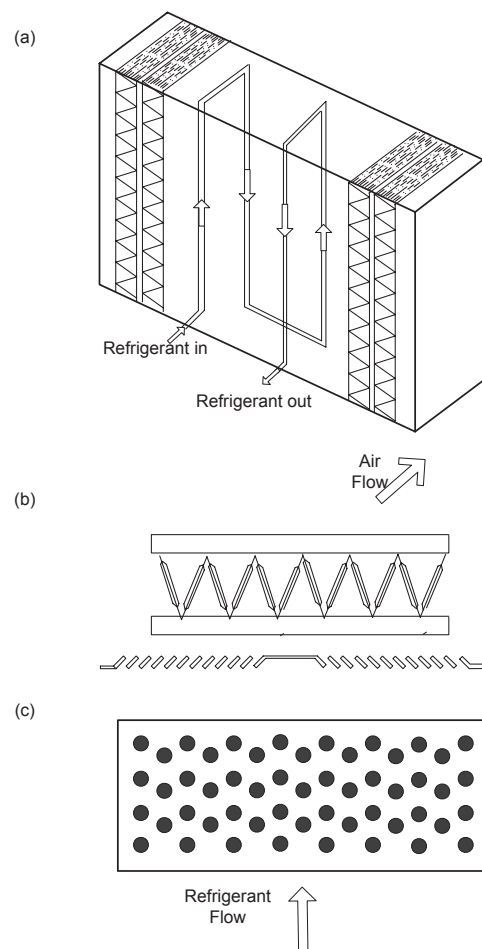 (a)
Refrigerant in
Refrigerant out
Air
Flow
(b)
(c)
Refrigerant
Flow